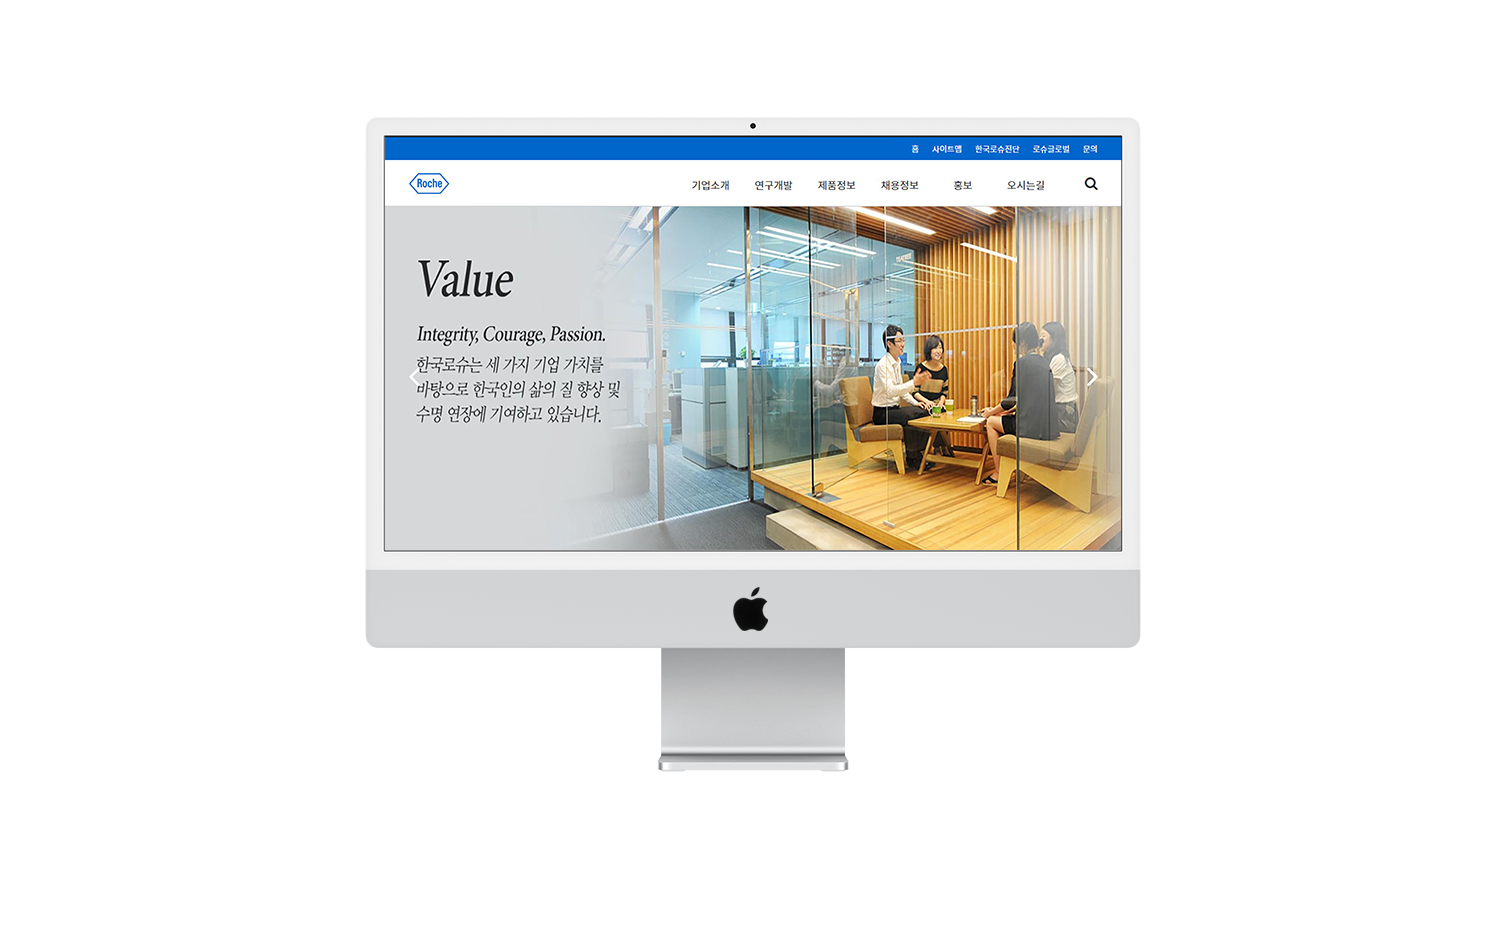 홈 사이트맵 한국로슈진단 로슈글로벌 문의
Roche
기업소개 연구개발 제품정보 채용정보 홍보 오시는길
Value
Integrity, Courage, Passion.
한국로슈는 세 가지 기업 가치를
바탕으로 한국인의 삶의 질 향상 및
수명 연장에 기여하고 있습니다.